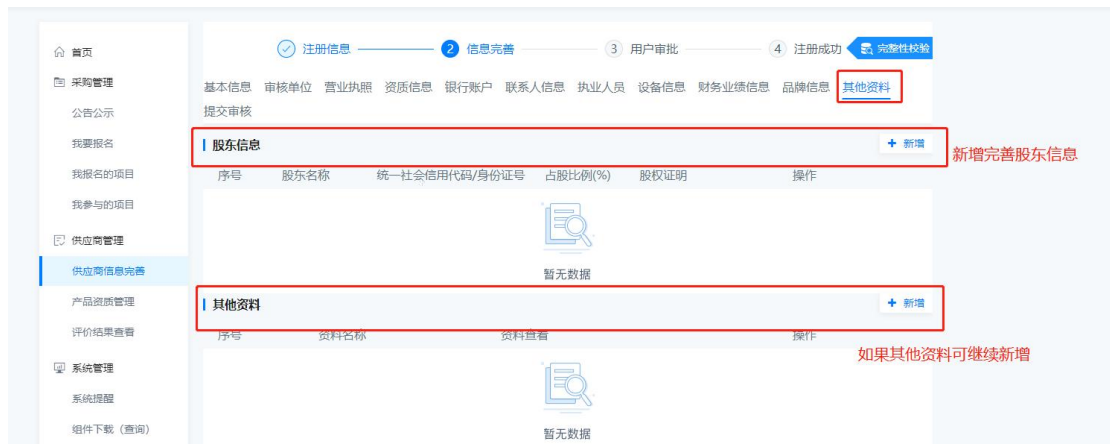 首页
采购管理
公告公示
我要报名
我报名的项目
我参与的项目
供应商管理
供应商信息完善
产品资质管理
评价结果查看
系统管理
系统提醒
组件下载（查询）
注册信息 2 信息完善 3 用户审批 4 注册成功 完整性校验
基本信息 审核单位 营业执照 资质信息 银行账户 联系人信息 执业人员 设备信息 财务业绩信息 品牌信息 其他资料
提交审核
股东信息 + 新增
新增完善股东信息
序号 股东名称 统一社会信用代码/身份证号 占股比例(%) 股权证明 操作
暂无数据
其他资料 + 新增
序号 资料名称 资料查看 操作
如果其他资料可继续新增
暂无数据